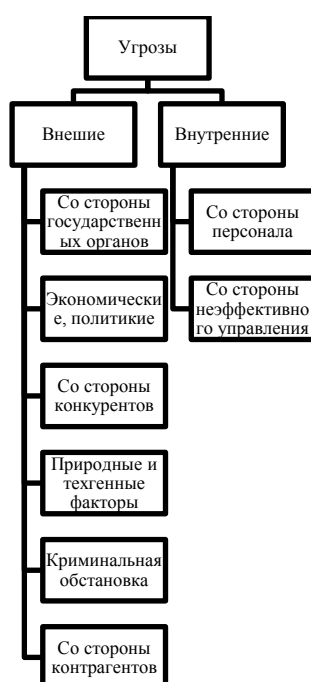 Угрозы
Внешие
Внутренние
Со стороны
государственн
ых органов
Экономически
е, политикие
Со стороны
конкурентов
Природные и
техгенные
факторы
Криминальная
обстановка
Со стороны
контрагентов
Со стороны
персонала
Со стороны
неэффективно
го управления